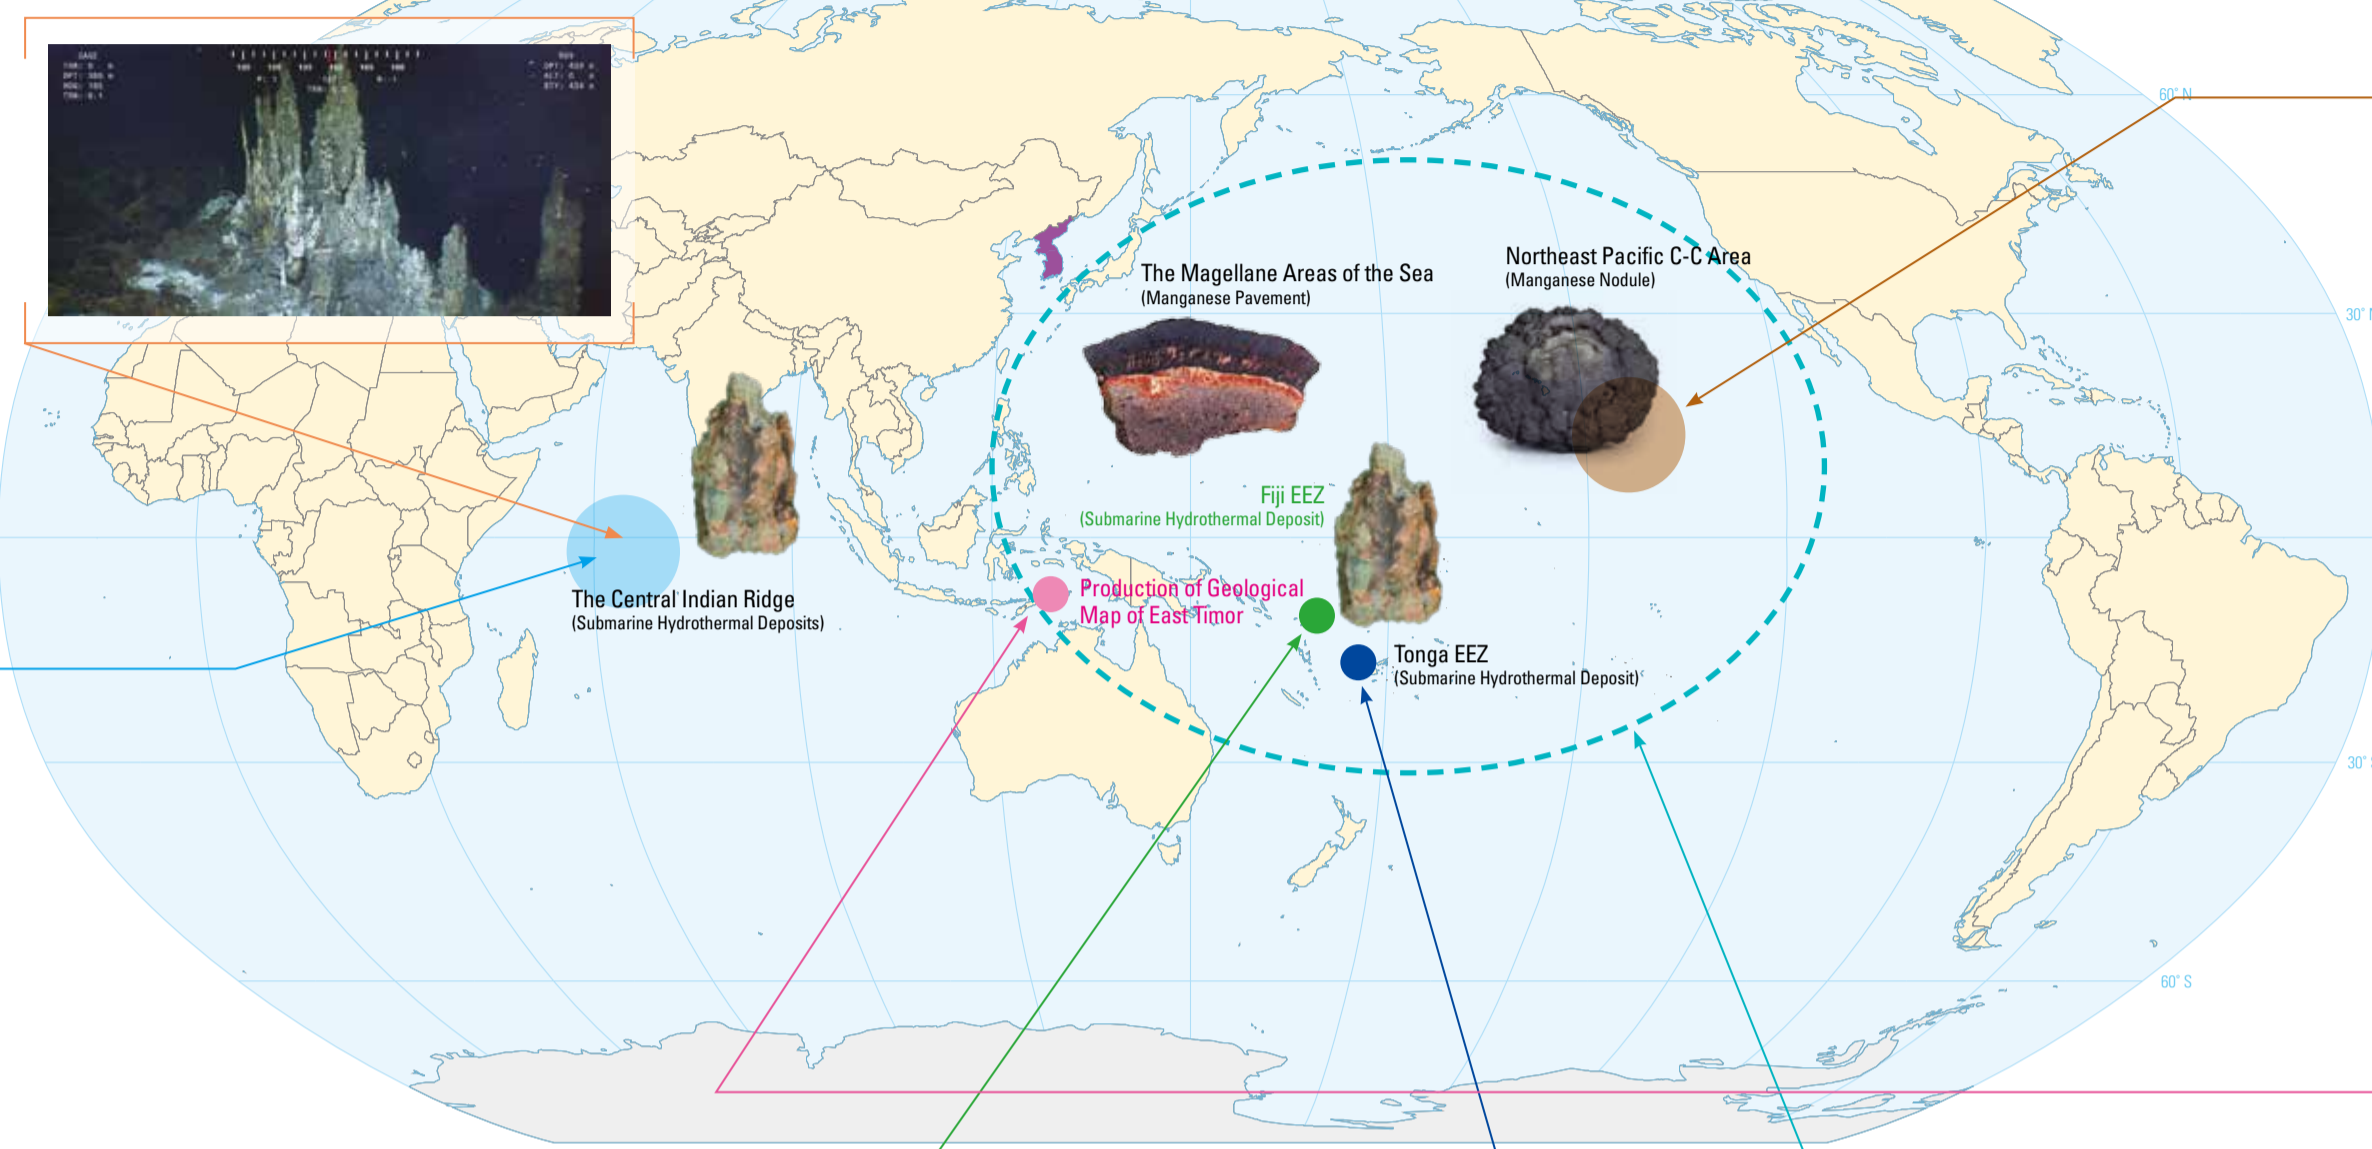 60° N
Northeast Pacific C-C Area
(Manganese Nodule)
The Magellane Areas of the Sea
(Manganese Pavement)
30° N
Fiji EEZ
(Submarine Hydrothermal Deposit)
Production of Geological
Map of East Timor
The Central Indian Ridge
(Submarine Hydrothermal Deposits)
Tonga EEZ
(Submarine Hydrothermal Deposit)
30° S
60° S